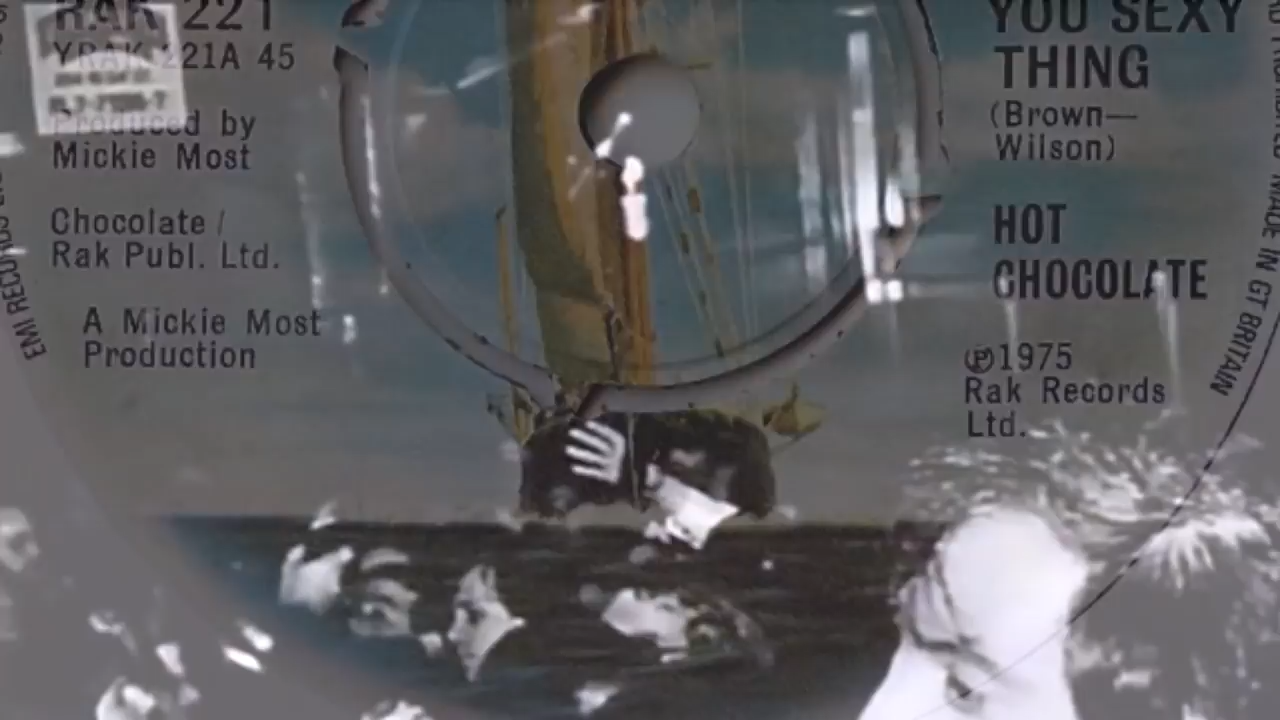 RAK 221
YRAK 221A 45
Produced by
Mickie Most
Chocolate /
Rak Publ. Ltd.
A Mickie Most
Production
YOU SEXY
THING
(Brown—
Wilson)
HOT
CHOCOLATE
℗1975
Rak Records
Ltd.
EMI RECORDS
MADE IN GT BRITAIN